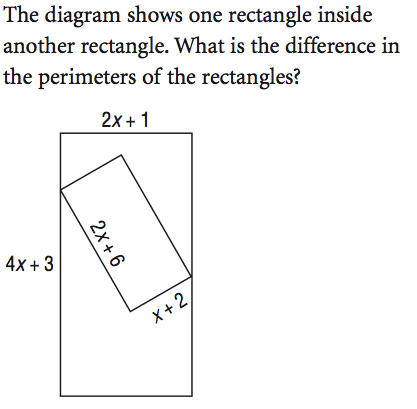 The diagram shows one rectangle inside
another rectangle. What is the difference in
the perimeters of the rectangles?
2x + 1
2x + 6
4x + 3
x + 2